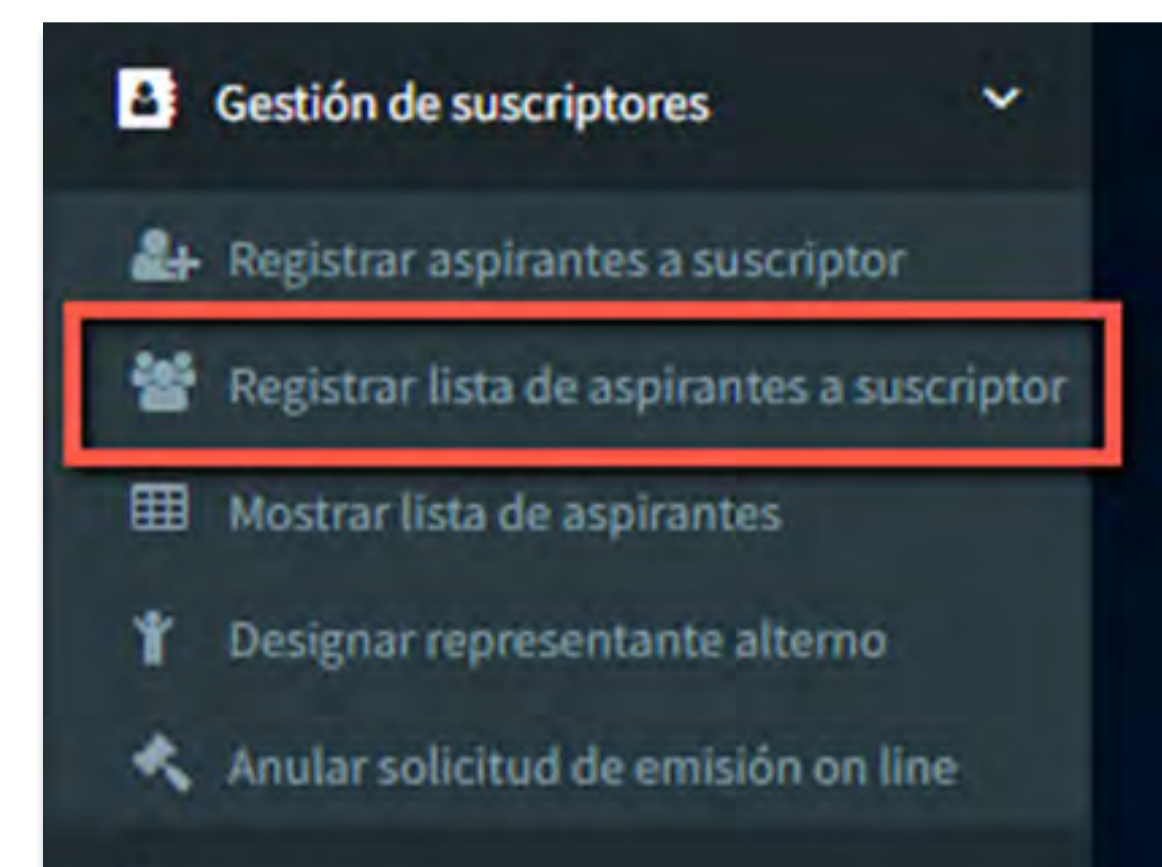 Gestión de suscriptores
Registrar aspirantes a suscriptor
Registrar lista de aspirantes a suscriptor
Mostrar lista de aspirantes
Designar representante alterno
Anular solicitud de emisión on line